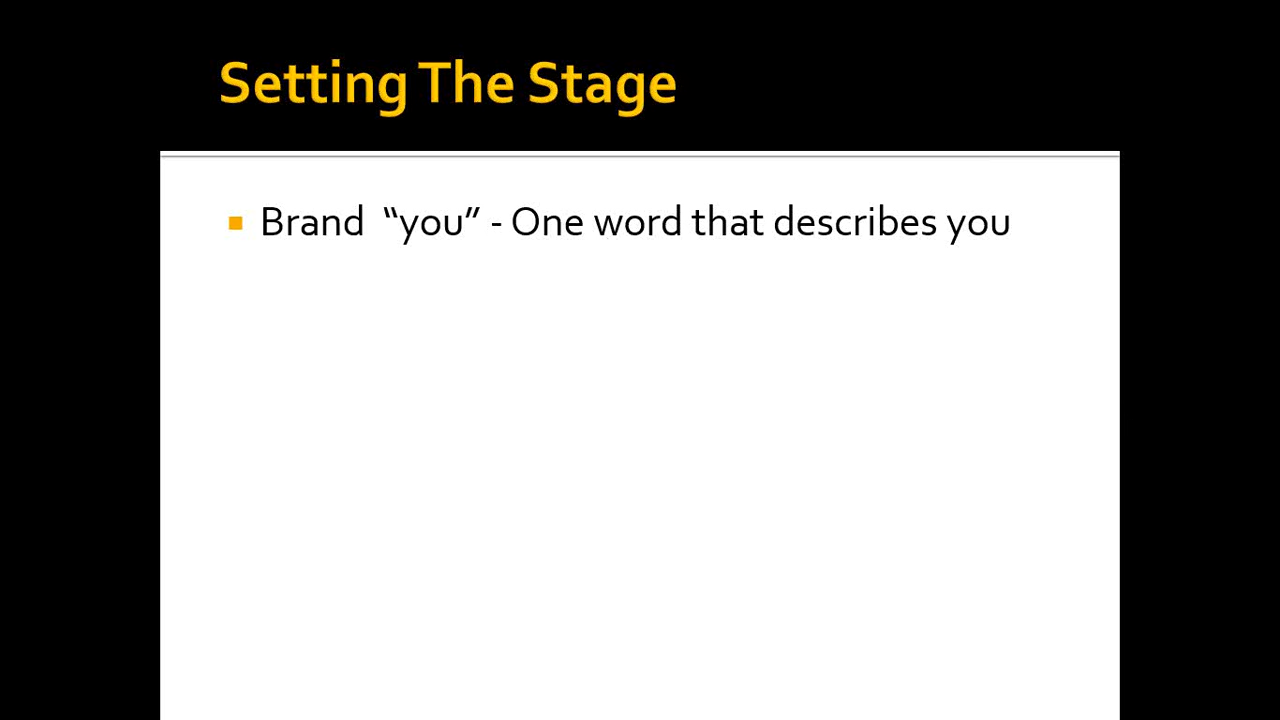 Setting The Stage
Brand “you” - One word that describes you